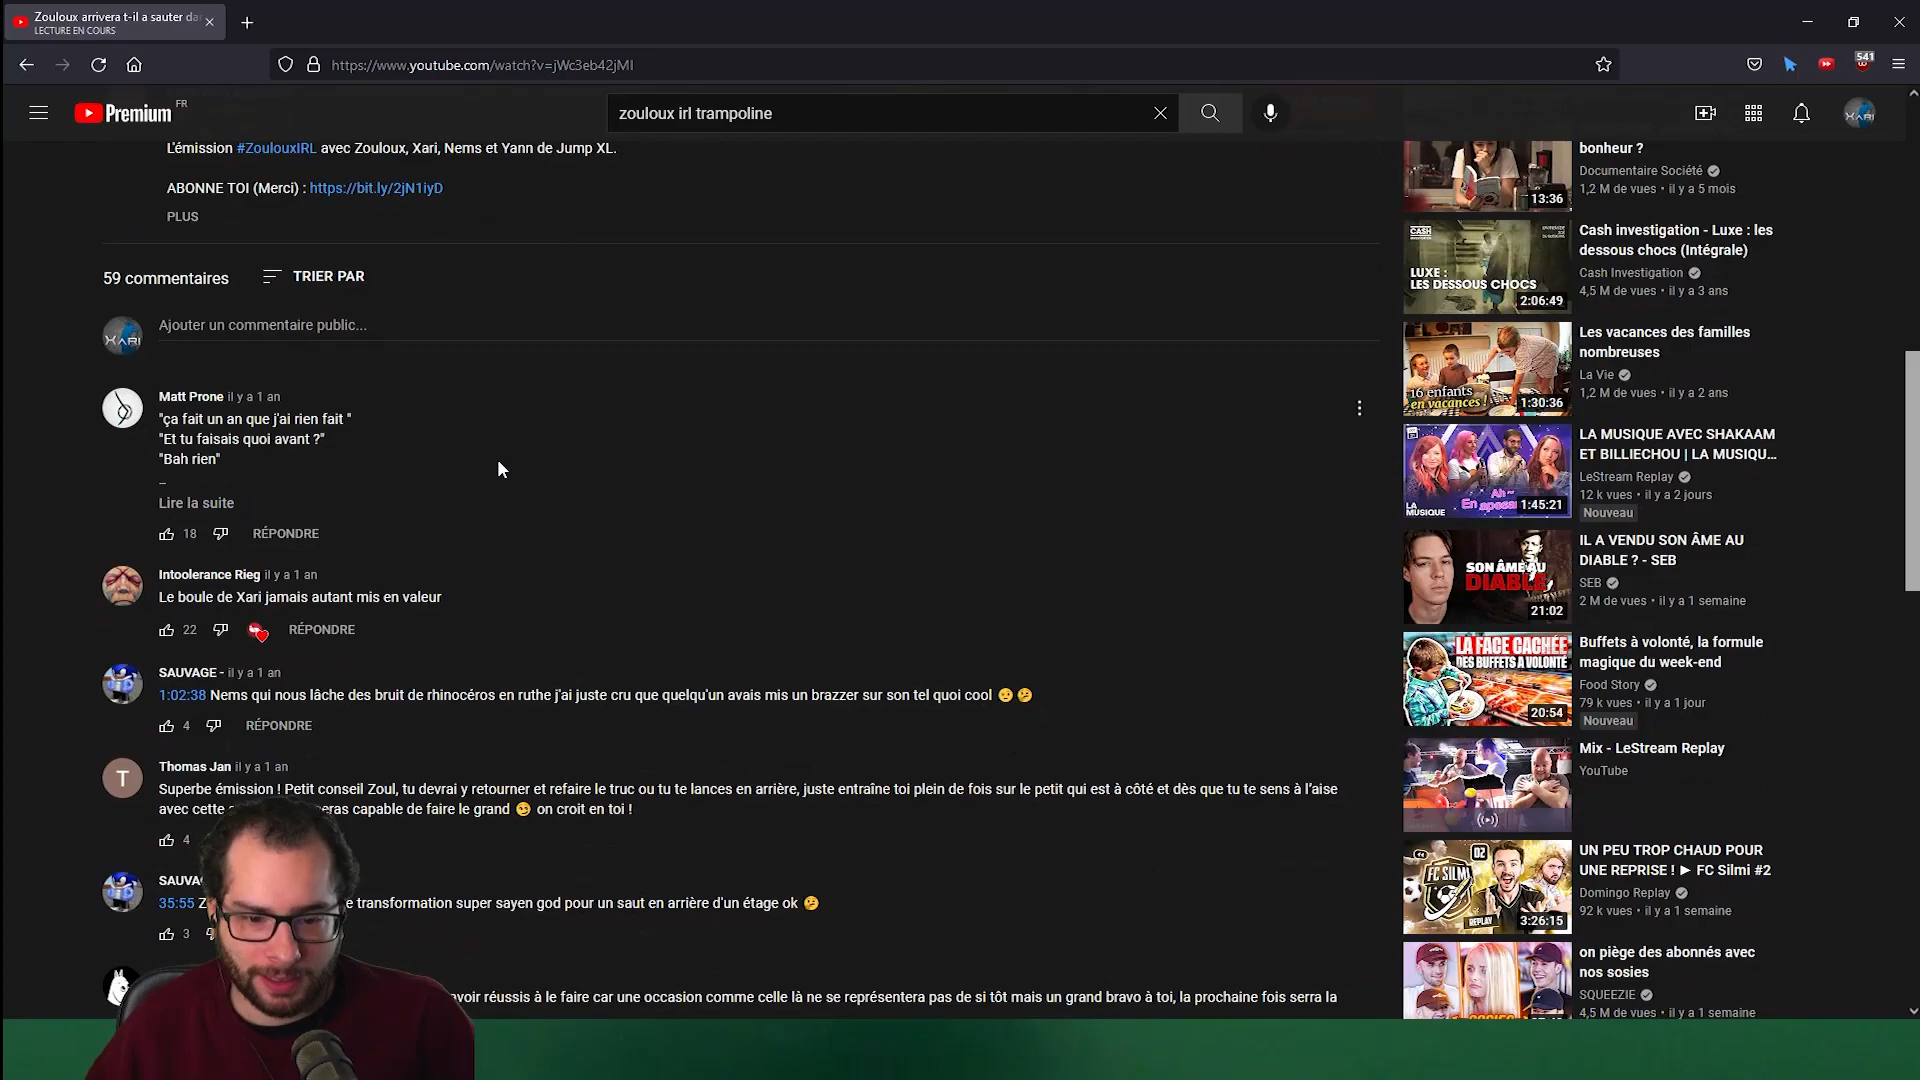 Zouloux arrivera t-il a sauter da
LECTURE EN COURS
https://www.youtube.com/watch?v=jWc3eb42jMI
541
Premium FR
zouloux irl trampoline
XARI
L'émission #ZoulouxIRL avec Zouloux, Xari, Nems et Yann de Jump XL.
ABONNE TOI (Merci) : https://bit.ly/2jN1iyD
PLUS
59 commentaires
TRIER PAR
XARI
Ajouter un commentaire public...
Matt Prone il y a 1 an
"ça fait un an que j'ai rien fait "
"Et tu faisais quoi avant ?"
"Bah rien"
_
Lire la suite
18
RÉPONDRE
Intoolerance Rieg il y a 1 an
Le boule de Xari jamais autant mis en valeur
22
RÉPONDRE
SAUVAGE - il y a 1 an
1:02:38 Nems qui nous lâche des bruit de rhinocéros en ruthe j'ai juste cru que quelqu'un avais mis un brazzer sur son tel quoi cool 😏🤔
4
RÉPONDRE
T
Thomas Jan il y a 1 an
Superbe émission ! Petit conseil Zoul, tu devrai y retourner et refaire le truc ou tu te lances en arrière, juste entraîne toi plein de fois sur le petit qui est à côté et dès que tu te sens à l'aise
avec cette on croit en toi !
4
35:55 transformation super sayen god pour un saut en arrière d'un étage ok 🤔
3
avoir réussis à le faire car une occasion comme celle là ne se représentera pas de si tôt mais un grand bravo à toi, la prochaine fois serra la
bonheur ?
Documentaire Société
1,2 M de vues • il y a 5 mois
13:36
CASH
LUXE :
LES DESSOUS CHOCS
2:06:49
Cash investigation - Luxe : les
dessous chocs (Intégrale)
Cash Investigation
4,5 M de vues • il y a 3 ans
16 enfants
en vacances !
1:30:36
Les vacances des familles
nombreuses
La Vie
1,2 M de vues • il y a 2 ans
LA
MUSIQUE
1:45:21
LA MUSIQUE AVEC SHAKAAM
ET BILLIECHOU | LA MUSIQU...
LeStream Replay
12 k vues • il y a 2 jours
Nouveau
SON ÂME AU
DIABLE
21:02
IL A VENDU SON ÂME AU
DIABLE ? - SEB
SEB
2 M de vues • il y a 1 semaine
LA FACE CACHÉE
DES BUFFETS A VOLONTÉ
20:54
Buffets à volonté, la formule
magique du week-end
Food Story
79 k vues • il y a 1 jour
Nouveau
Mix - LeStream Replay
YouTube
02
FC SILMI
REPLAY
3:26:15
UN PEU TROP CHAUD POUR
UNE REPRISE ! ► FC Silmi #2
Domingo Replay
92 k vues • il y a 1 semaine
on piège des abonnés avec
nos sosies
SQUEEZIE
4,5 M de vues • il y a 1 semaine